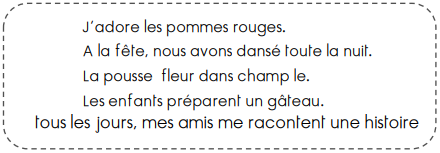 J'adore les pommes rouges.
A la fête, nous avons dansé toute la nuit.
La pousse  fleur dans champ le.
Les enfants préparent un gâteau.
tous les jours, mes amis me racontent une histoire